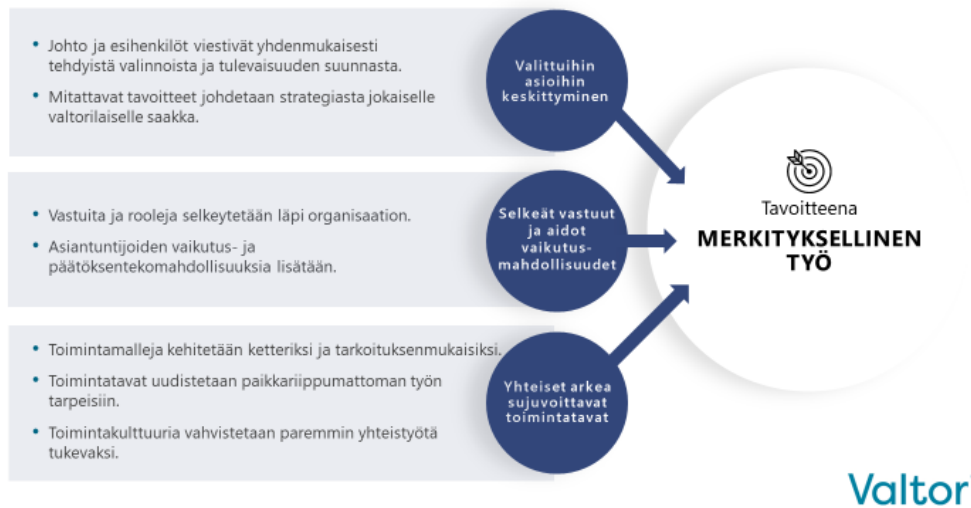 • Johto ja esihenkilöt viestivät yhdenmukaisesti
tehdyistä valinnoista ja tulevaisuuden suunnasta.
• Mitattavat tavoitteet johdetaan strategiasta jokaiselle
valtorilaiselle saakka.
Valittuihin
asioihin
keskittyminen
• Vastuita ja rooleja selkeytetään läpi organisaation.
• Asiantuntijoiden vaikutus- ja
päätöksentekomahdollisuuksia lisätään.
Selkeät vastuut
ja aidot
vaikutus-
mahdollisuudet
• Toimintamalleja kehitetään ketteriksi ja tarkoituksenmukaisiksi.
• Toimintatavat uudistetaan paikkariippumattoman työn
tarpeisiin.
• Toimintakulttuuria vahvistetaan paremmin yhteistyötä
tukevaksi.
Yhteiset arkea
sujuvoittavat
toimintatavat
Tavoitteena
MERKITYKSELLINEN
TYÖ
Valtor